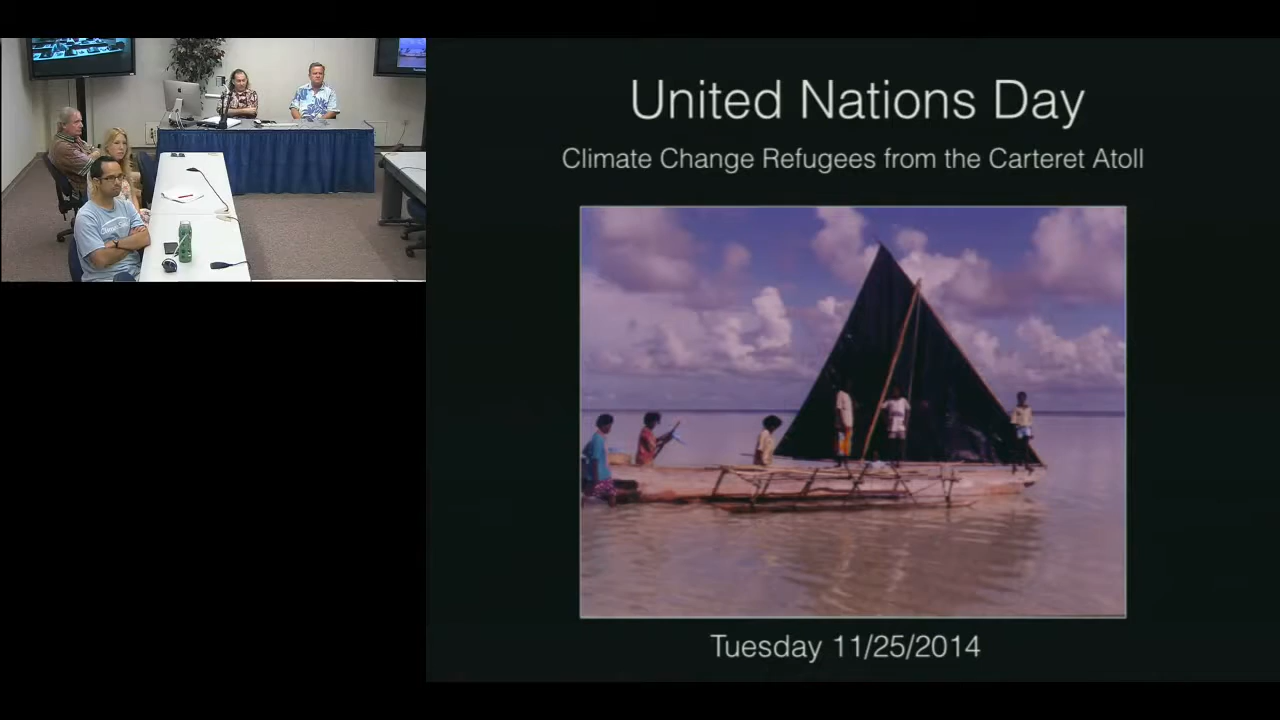 United Nations Day
Climate Change Refugees from the Carteret Atoll
Tuesday 11/25/2014